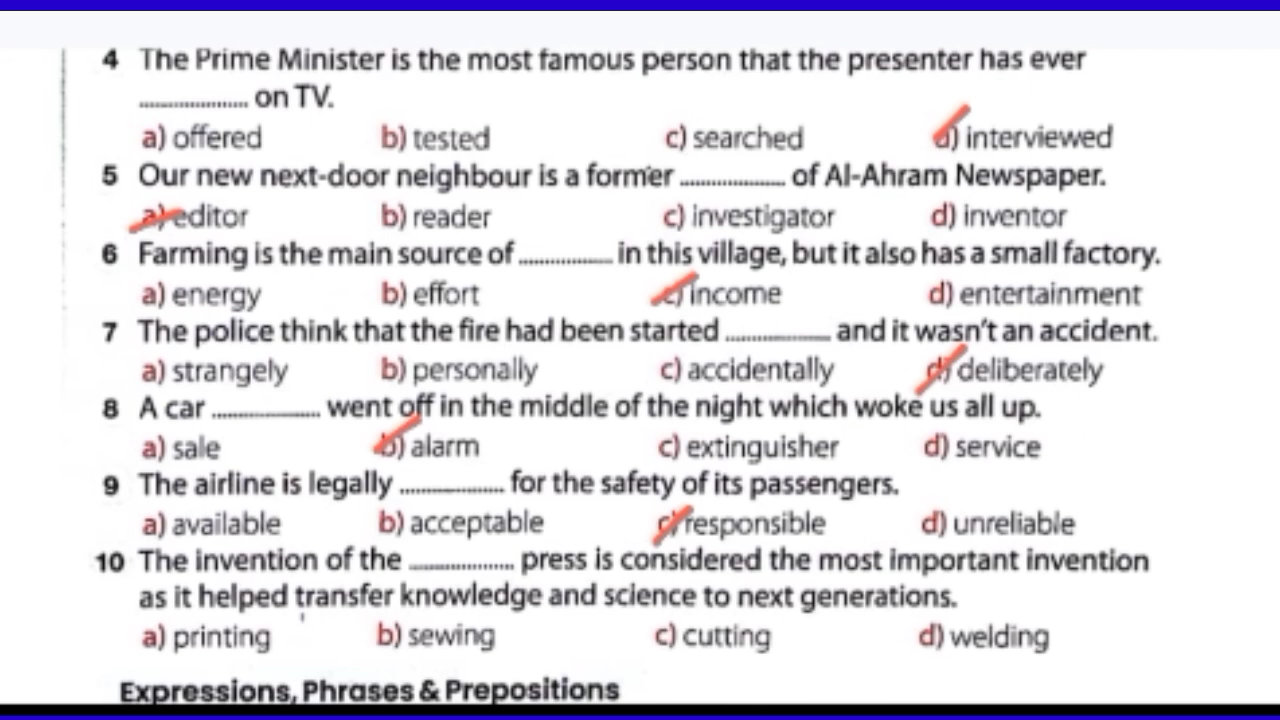 4 The Prime Minister is the most famous person that the presenter has ever
.................... on TV.
a) offered b) tested c) searched d) interviewed
5 Our new next-door neighbour is a former .................... of Al-Ahram Newspaper.
a) editor b) reader c) investigator d) inventor
6 Farming is the main source of .................... in this village, but it also has a small factory.
a) energy b) effort c) income d) entertainment
7 The police think that the fire had been started .................... and it wasn't an accident.
a) strangely b) personally c) accidentally d) deliberately
8 A car .................... went off in the middle of the night which woke us all up.
a) sale b) alarm c) extinguisher d) service
9 The airline is legally .................... for the safety of its passengers.
a) available b) acceptable c) responsible d) unreliable
10 The invention of the .................... press is considered the most important invention
as it helped transfer knowledge and science to next generations.
a) printing b) sewing c) cutting d) welding
Expressions, Phrases & Prepositions